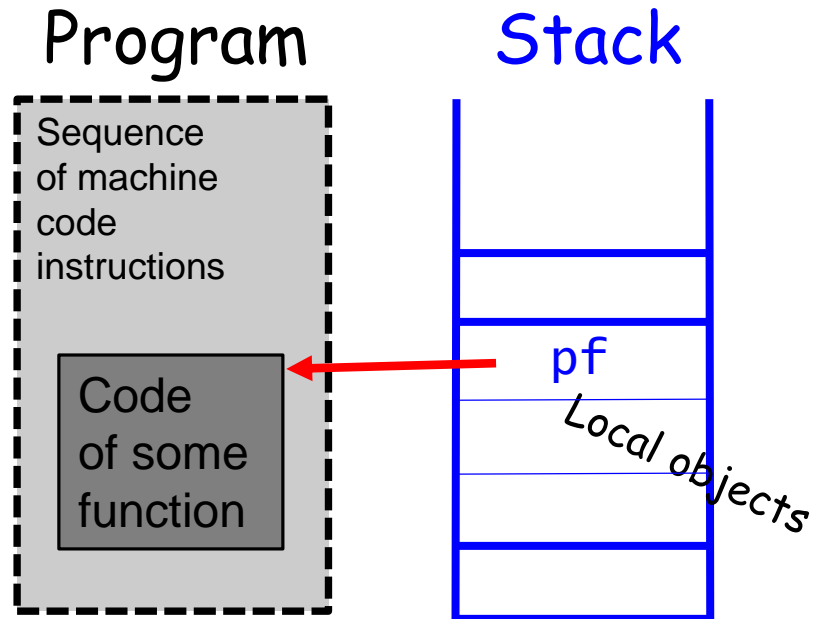 Program
Stack
Sequence
of machine
code
instructions
pf
Code
of some
function
Local objects